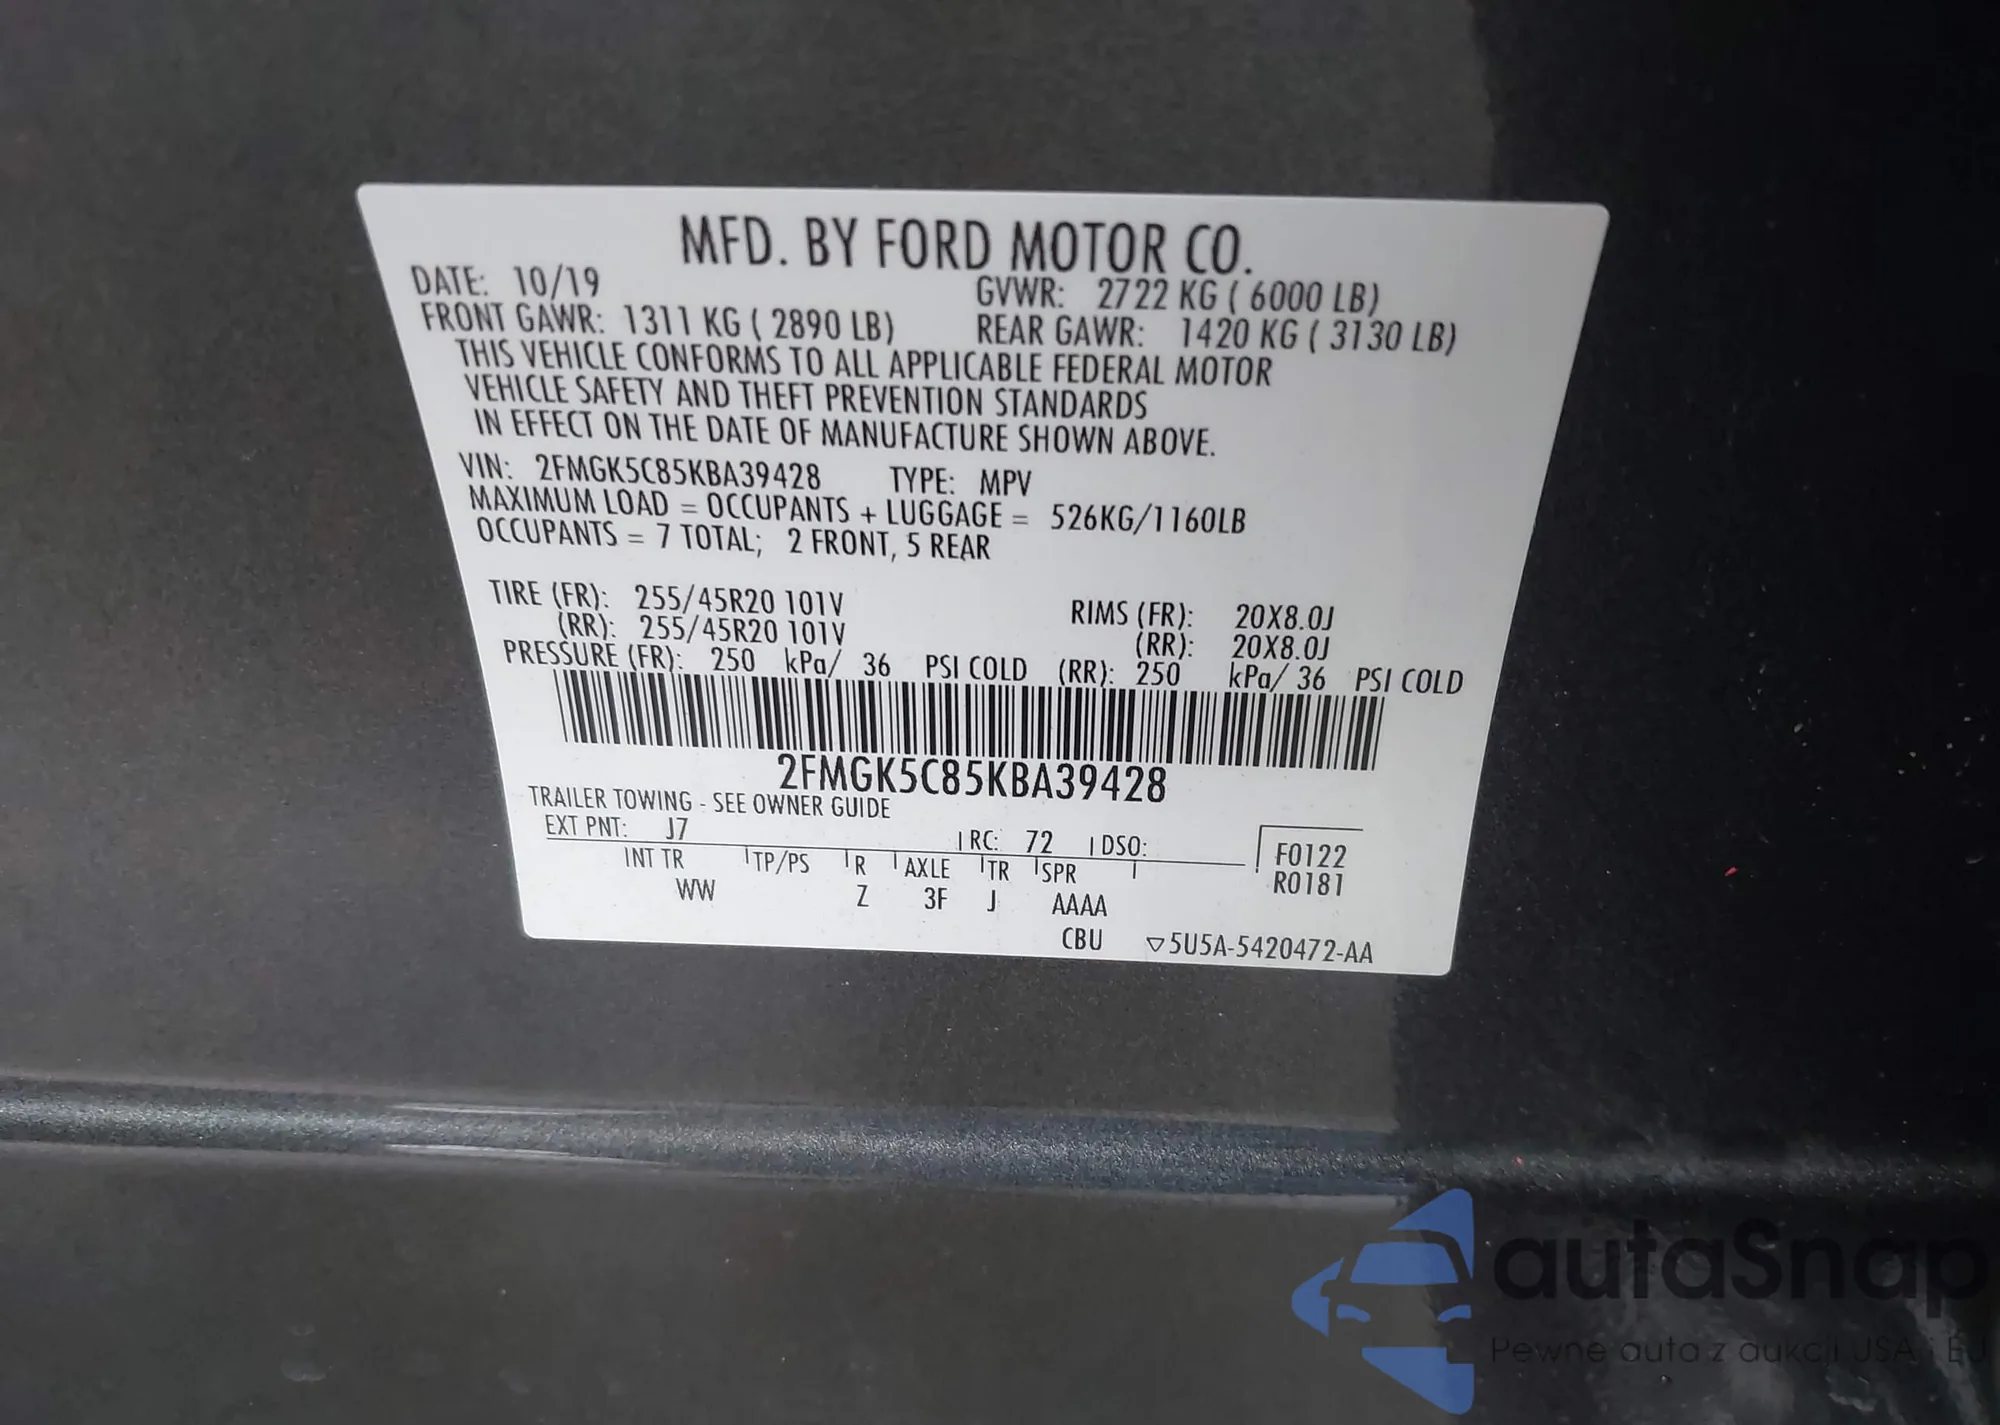 MFD. BY FORD MOTOR CO.
DATE: 10/19 GVWR: 2722 KG ( 6000 LB)
FRONT GAWR: 1311 KG ( 2890 LB) REAR GAWR: 1420 KG ( 3130 LB)
THIS VEHICLE CONFORMS TO ALL APPLICABLE FEDERAL MOTOR
VEHICLE SAFETY AND THEFT PREVENTION STANDARDS
IN EFFECT ON THE DATE OF MANUFACTURE SHOWN ABOVE.
VIN: 2FMGK5C85KBA39428 TYPE: MPV
MAXIMUM LOAD = OCCUPANTS + LUGGAGE = 526KG/1160LB
OCCUPANTS = 7 TOTAL; 2 FRONT, 5 REAR
TIRE (FR): 255/45R20 101V RIMS (FR): 20X8.0J
(RR): 255/45R20 101V (RR): 20X8.0J
PRESSURE (FR): 250 kPa/ 36 PSI COLD (RR): 250 kPa/ 36 PSI COLD
2FMGK5C85KBA39428
TRAILER TOWING - SEE OWNER GUIDE
EXT PNT: J7 RC: 72 DSO:
INT TR TP/PS R AXLE TR SPR F0122
WW Z 3F J AAAA R0181
CBU ▽5U5A-5420472-AA
autaSnap
Pewne auta z aukcji USA i EU